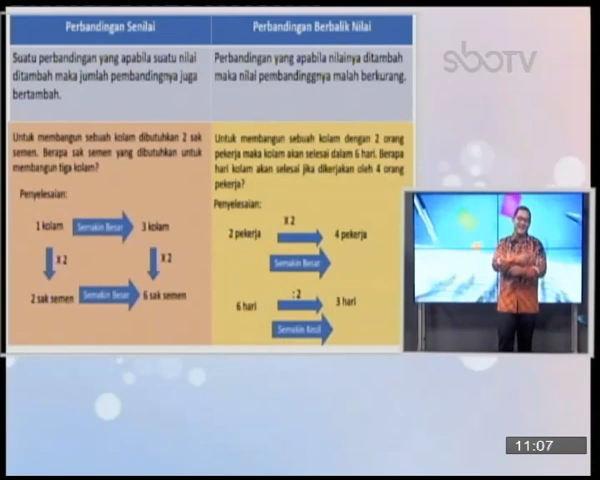 Perbandingan Senilai
Perbandingan Berbalik Nilai
Suatu perbandingan yang apabila suatu nilai
ditambah maka jumlah pembandingnya juga
bertambah.
Perbandingan yang apabila nilainya ditambah
maka nilai pembandinggnya malah berkurang.
sboTV
Untuk membangun sebuah kolam dibutuhkan 2 sak
semen. Berapa sak semen yang dibutuhkan untuk
membangun tiga kolam?
Penyelesaian:
1 kolam
Semakin Besar
3 kolam
X 2
X 2
2 sak semen
Semakin Besar
6 sak semen
Untuk membangun sebuah kolam dengan 2 orang
pekerja maka kolam akan selesai dalam 6 hari. Berapa
hari kolam akan selesai jika dikerjakan oleh 4 orang
pekerja?
Penyelesaian:
X 2
2 pekerja
4 pekerja
Semakin Besar
: 2
6 hari
3 hari
Semakin Kecil
11:07